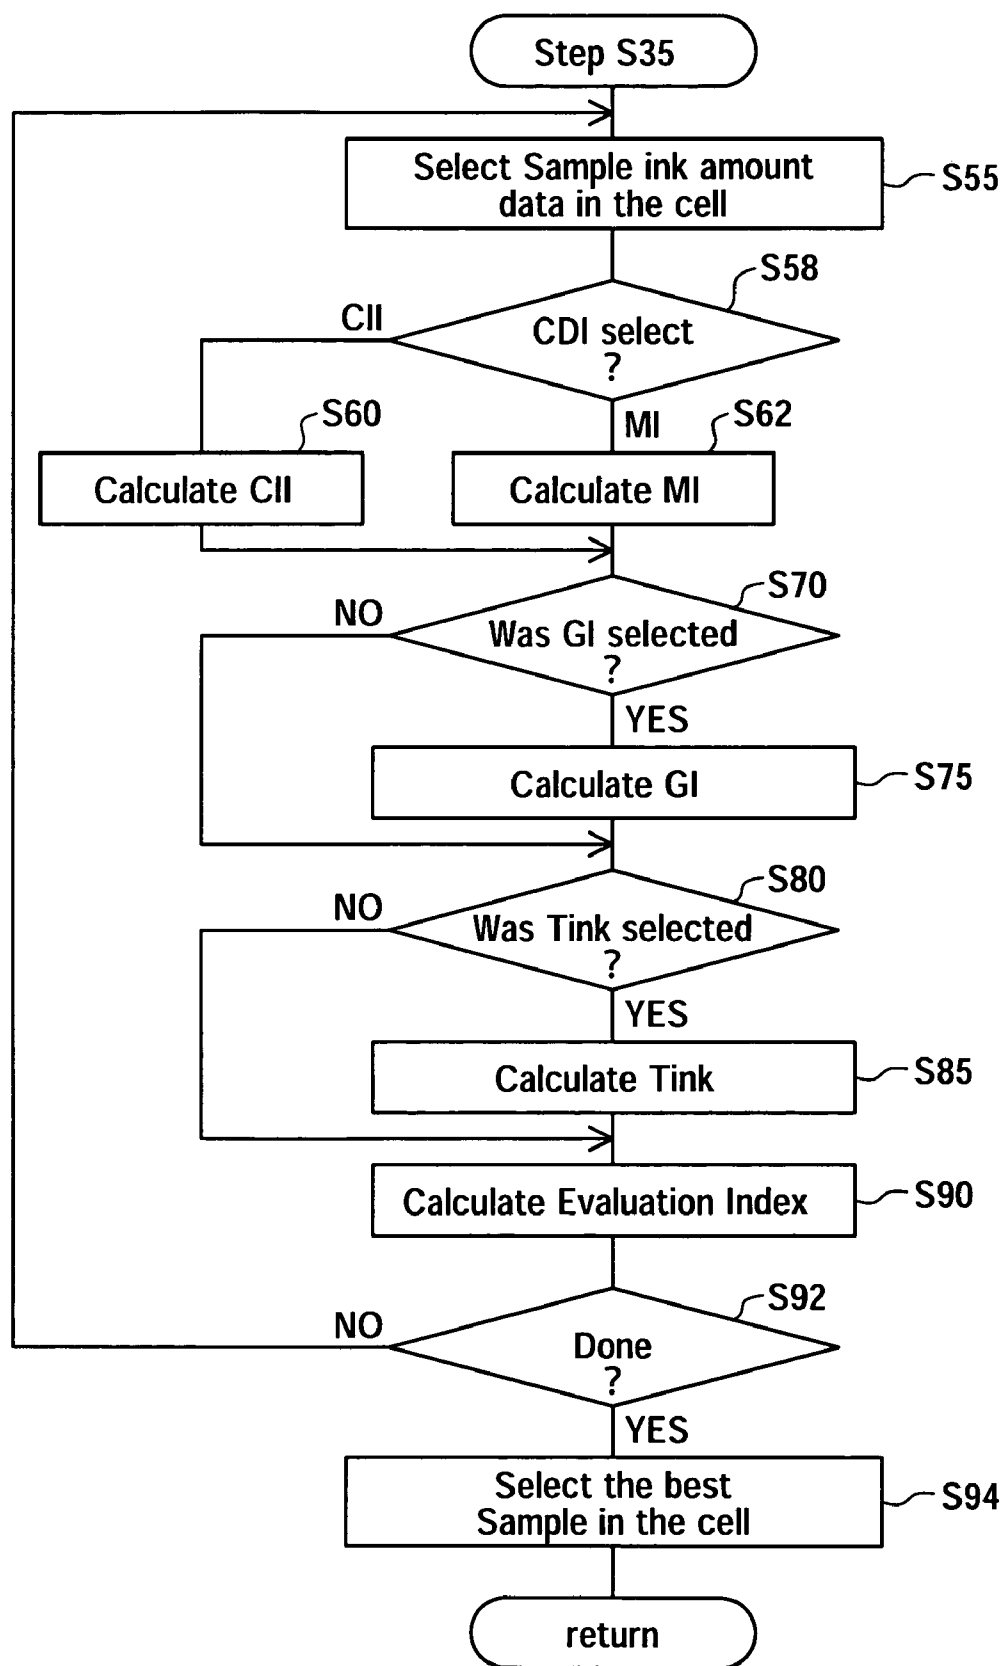 Step S35
Select Sample ink amount
data in the cell
S55
S58
CII
CDI select
?
MI
S60
S62
Calculate CII
Calculate MI
S70
NO
Was GI selected
?
YES
Calculate GI
S75
S80
NO
Was Tink selected
?
YES
Calculate Tink
S85
Calculate Evaluation Index
S90
S92
NO
Done
?
YES
Select the best
Sample in the cell
S94
return